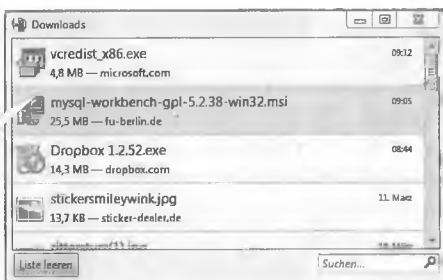 Downloads
vcredist_x86.exe
09:12
4,8 MB — microsoft.com
mysql-workbench-gpl-5.2.38-win32.msi
09:05
25,5 MB — fu-berlin.de
Dropbox 1.2.52.exe
08:44
14,3 MB — dropbox.com
stickersmileywink.jpg
11. März
13,7 KB — sticker-dealer.de
Liste leeren
Suchen...